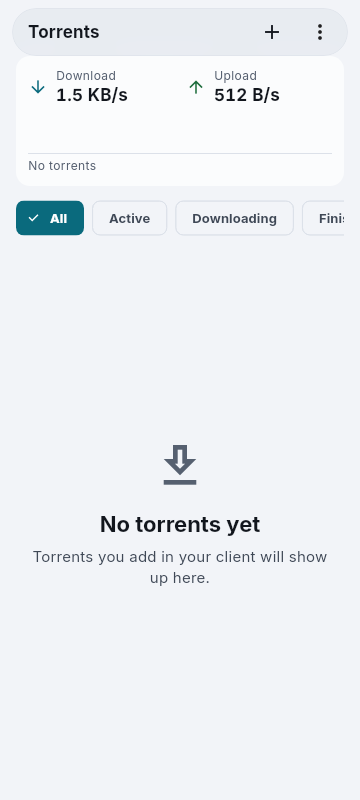 Torrents
Download
1.5 KB/s
Upload
512 B/s
No torrents
All
Active
Downloading
No torrents yet
Torrents you add in your client will show
up here.